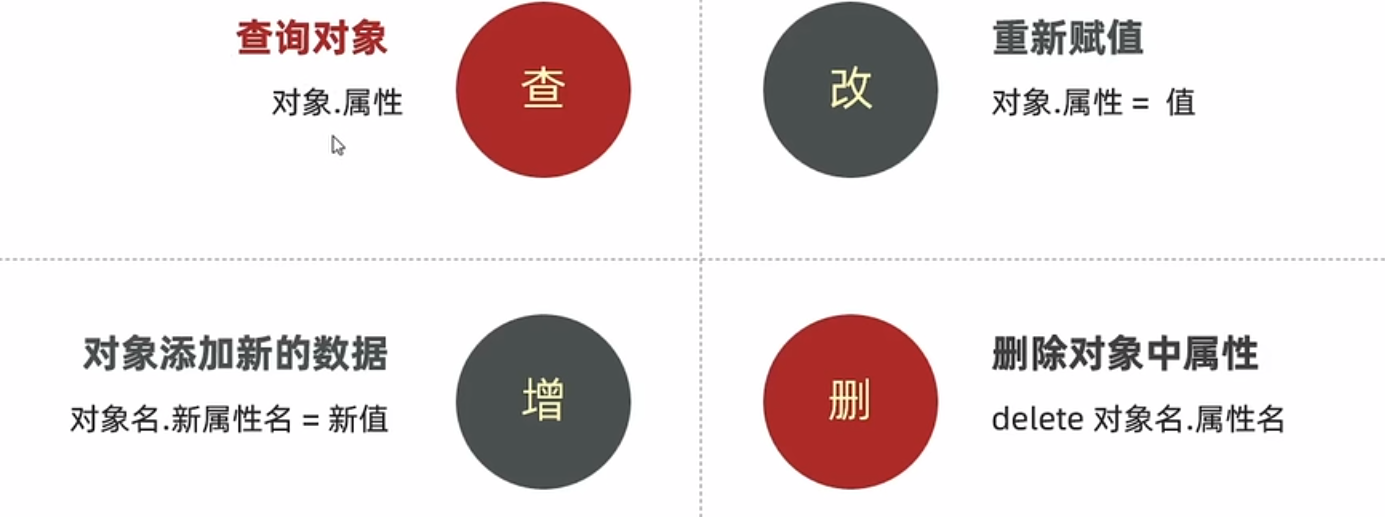 查询对象
对象.属性
查
改
重新赋值
对象.属性 = 值
对象添加新的数据
对象名.新属性名 = 新值
增
删
删除对象中属性
delete 对象名.属性名